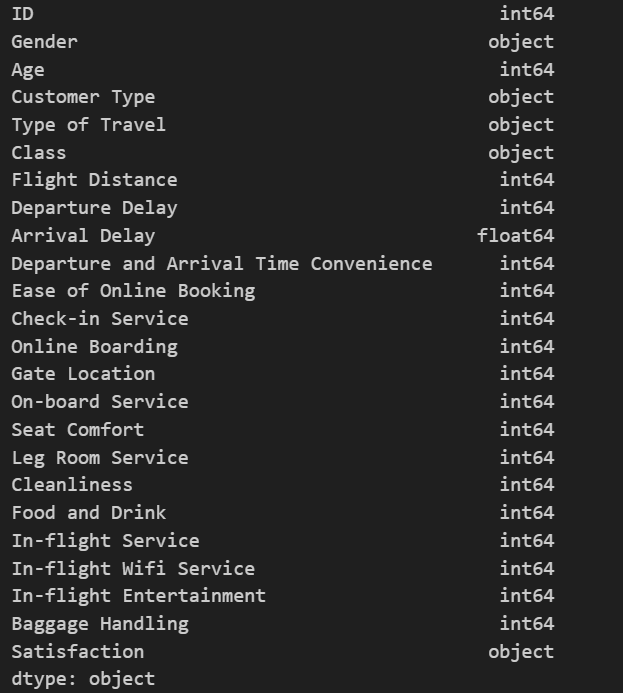 ID int64
Gender object
Age int64
Customer Type object
Type of Travel object
Class object
Flight Distance int64
Departure Delay int64
Arrival Delay float64
Departure and Arrival Time Convenience int64
Ease of Online Booking int64
Check-in Service int64
Online Boarding int64
Gate Location int64
On-board Service int64
Seat Comfort int64
Leg Room Service int64
Cleanliness int64
Food and Drink int64
In-flight Service int64
In-flight Wifi Service int64
In-flight Entertainment int64
Baggage Handling int64
Satisfaction object
dtype: object